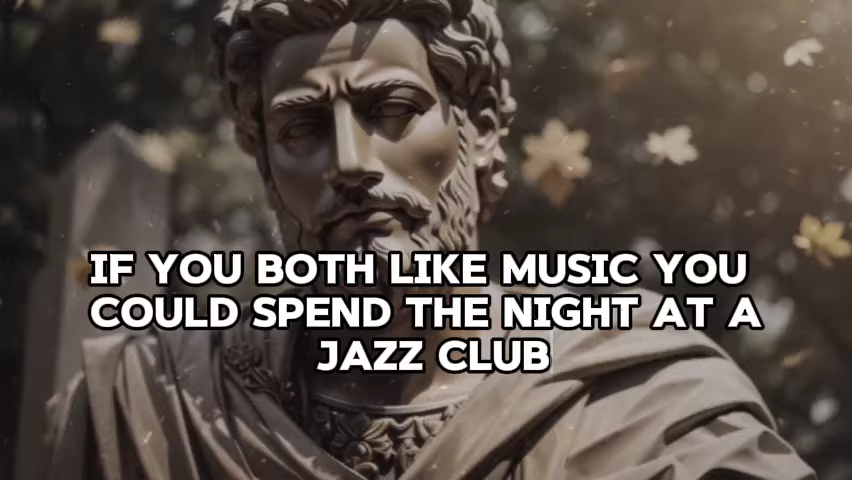 IF YOU BOTH LIKE MUSIC YOU
COULD SPEND THE NIGHT AT A
JAZZ CLUB